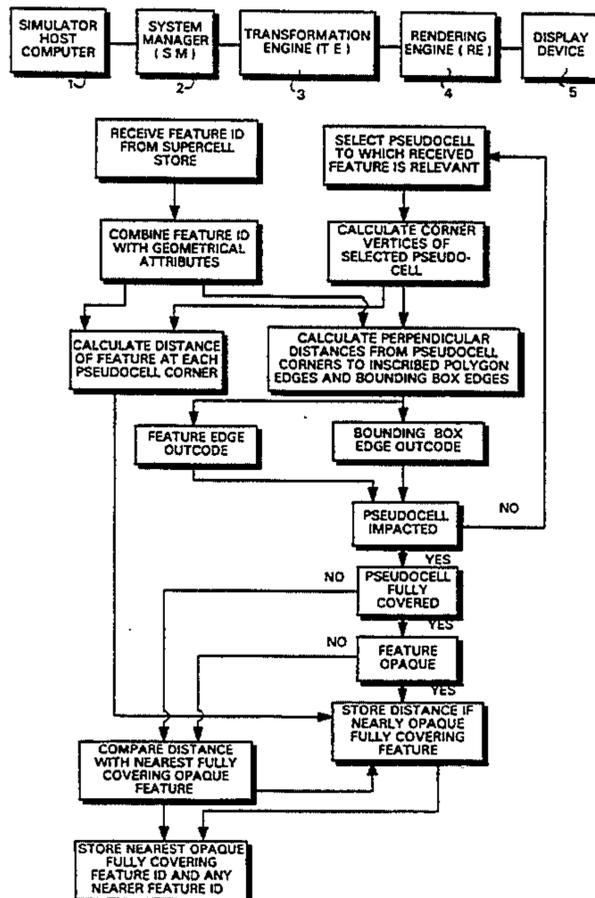 SIMULATOR
HOST
COMPUTER
1
SYSTEM
MANAGER
(SM)
2
TRANSFORMATION
ENGINE (T E)
3
RENDERING
ENGINE (RE)
4
DISPLAY
DEVICE
5
RECEIVE FEATURE ID
FROM SUPERCELL
STORE
SELECT PSEUDOCELL
TO WHICH RECEIVED
FEATURE IS RELEVANT
COMBINE FEATURE ID
WITH GEOMETRICAL
ATTRIBUTES
CALCULATE CORNER
VERTICES OF
SELECTED PSEUDO-
CELL
CALCULATE DISTANCE
OF FEATURE AT EACH
PSEUDOCELL CORNER
CALCULATE PERPENDICULAR
DISTANCES FROM PSEUDOCELL
CORNERS TO INSCRIBED POLYGON
EDGES AND BOUNDING BOX EDGES
FEATURE EDGE
OUTCODE
BOUNDING BOX
EDGE OUTCODE
PSEUDOCELL
IMPACTED
NO
YES
NO
PSEUDOCELL
FULLY
COVERED
YES
NO
FEATURE
OPAQUE
YES
STORE DISTANCE IF
NEARLY OPAQUE
FULLY COVERING
FEATURE
COMPARE DISTANCE
WITH NEAREST FULLY
COVERING OPAQUE
FEATURE
STORE NEAREST OPAQUE
FULLY COVERING
FEATURE ID AND ANY
NEARER FEATURE ID